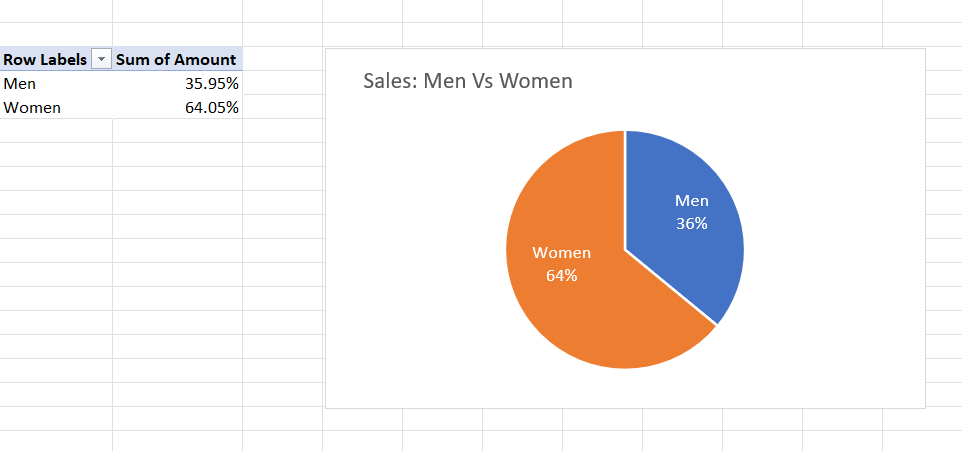 Row Labels Sum of Amount
Men 35.95%
Women 64.05%
Sales: Men Vs Women
Men
36%
Women
64%